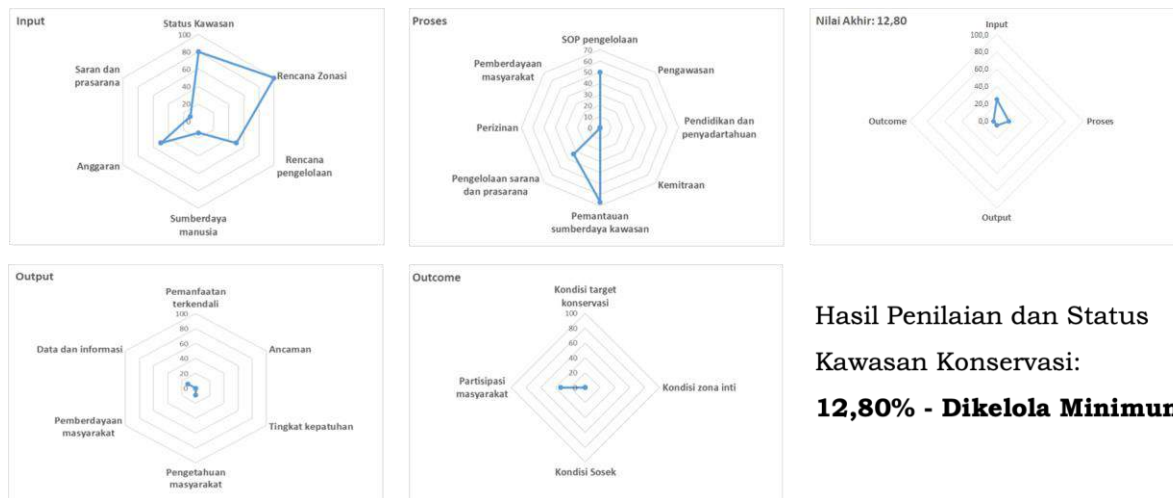 Input
Status Kawasan
100
80
60
40
20
0
Rencana Zonasi
Rencana
pengelolaan
Sumberdaya
manusia
Anggaran
Saran dan
prasarana
Proses
SOP pengelolaan
70
60
50
40
30
20
10
0
Pengawasan
Pendidikan dan
penyadartahuan
Kemitraan
Pemantauan
sumberdaya kawasan
Pengelolaan sarana
dan prasarana
Perizinan
Pemberdayaan
masyarakat
Nilai Akhir: 12,80
Input
100,0
80,0
60,0
40,0
20,0
0,0
Proses
Output
Outcome
Output
Pemanfaatan
terkendali
100
80
60
40
20
0
Ancaman
Tingkat kepatuhan
Pengetahuan
masyarakat
Pemberdayaan
masyarakat
Data dan informasi
Outcome
Kondisi target
konservasi
100
80
60
40
20
0
Kondisi zona inti
Kondisi Sosek
Partisipasi
masyarakat
Hasil Penilaian dan Status
Kawasan Konservasi:
12,80% - Dikelola Minimun